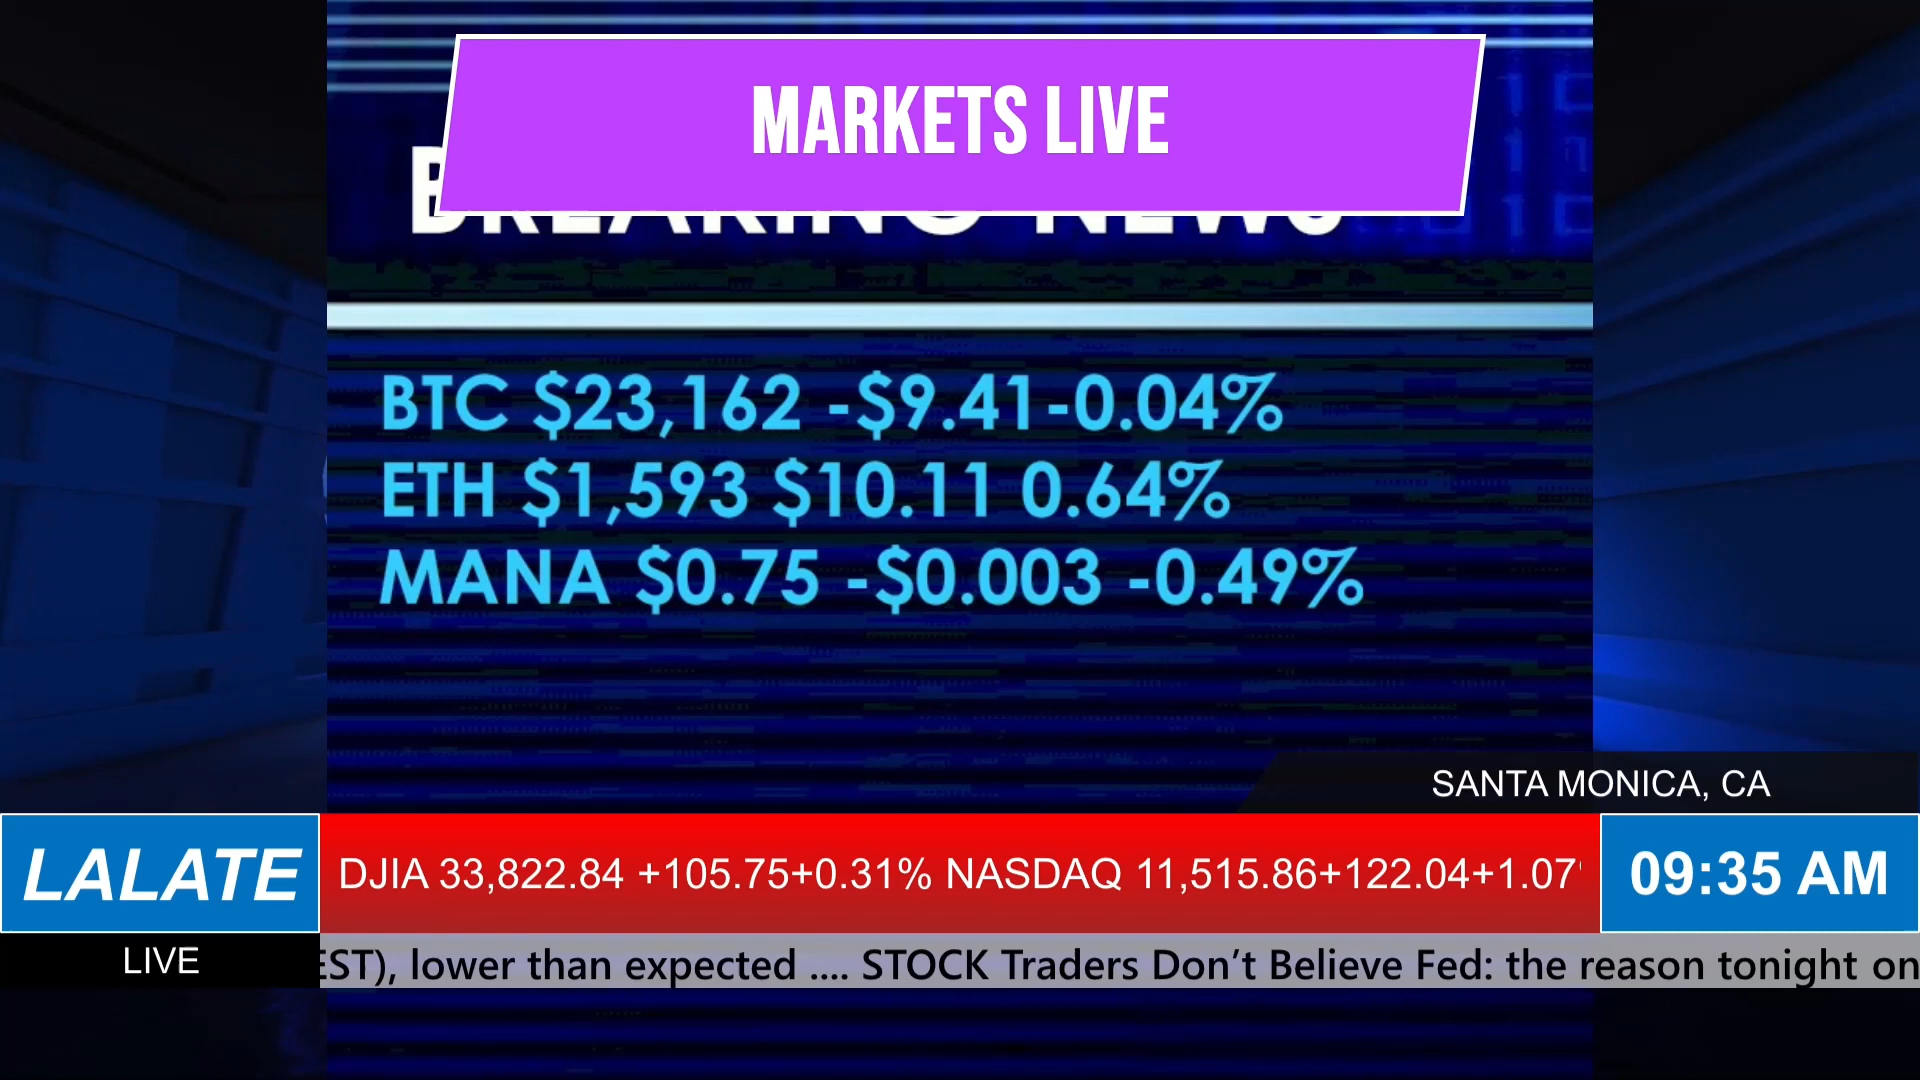 MARKETS LIVE
BREAKING NEWS
BTC $23,162 -$9.41-0.04%
ETH $1,593 $10.11 0.64%
MANA $0.75 -$0.003 -0.49%
SANTA MONICA, CA
LALATE
DJIA 33,822.84 +105.75+0.31% NASDAQ 11,515.86+122.04+1.07
09:35 AM
LIVE
EST), lower than expected .... STOCK Traders Don’t Believe Fed: the reason tonight on